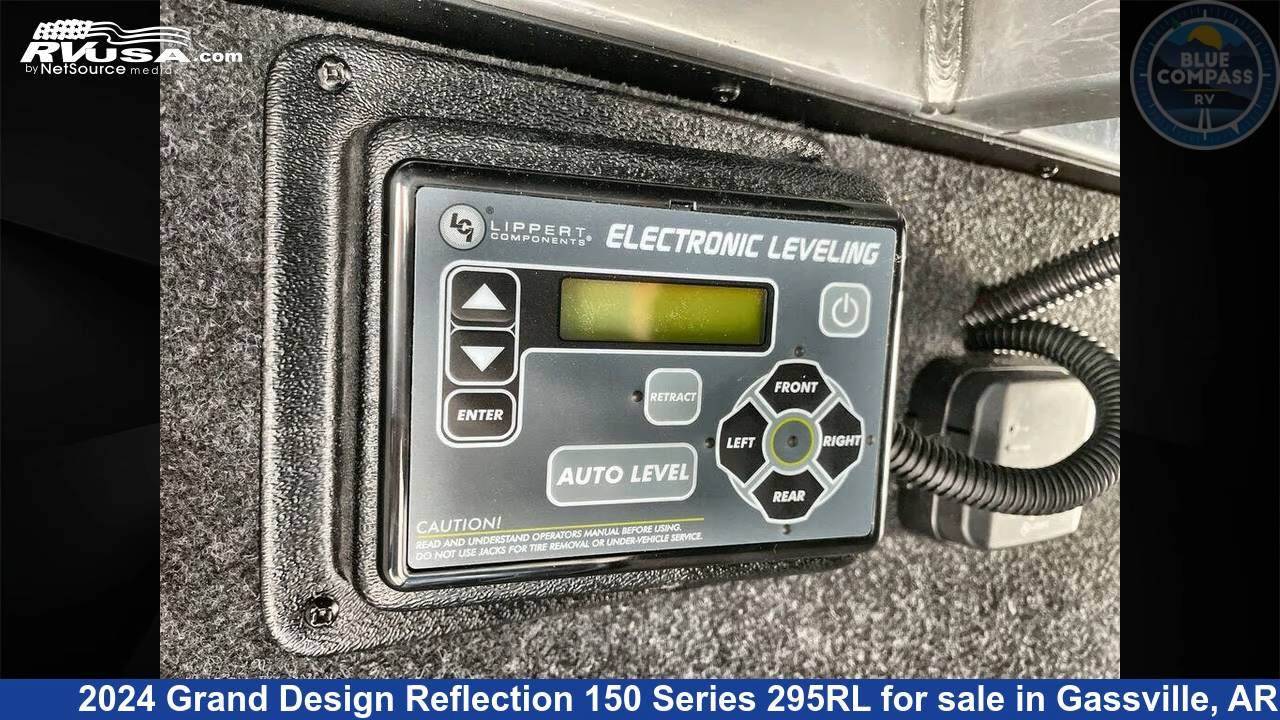 RVUSA.com
by NetSource media
BLUE
COMPASS
RV
LCI
LIPPERT
COMPONENTS®
ELECTRONIC LEVELING
ENTER
RETRACT
AUTO LEVEL
FRONT
LEFT
RIGHT
REAR
CAUTION!
READ AND UNDERSTAND OPERATORS MANUAL BEFORE USING.
DO NOT USE JACKS FOR TIRE REMOVAL OR UNDER-VEHICLE SERVICE.
2024 Grand Design Reflection 150 Series 295RL for sale in Gassville, AR